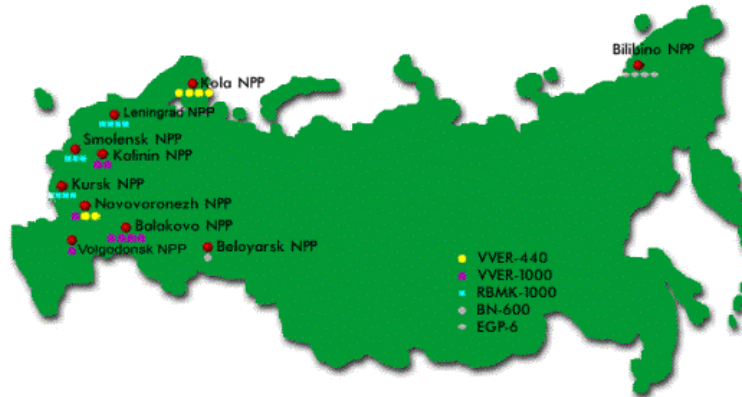 Bilibino NPP
Kola NPP
Leningrad NPP
Smolensk NPP
Kalinin NPP
Kursk NPP
Novovoronezh NPP
Balakovo NPP
Volgodonsk NPP
Beloyarsk NPP
VVER-440
VVER-1000
RBMK-1000
BN-600
EGP-6